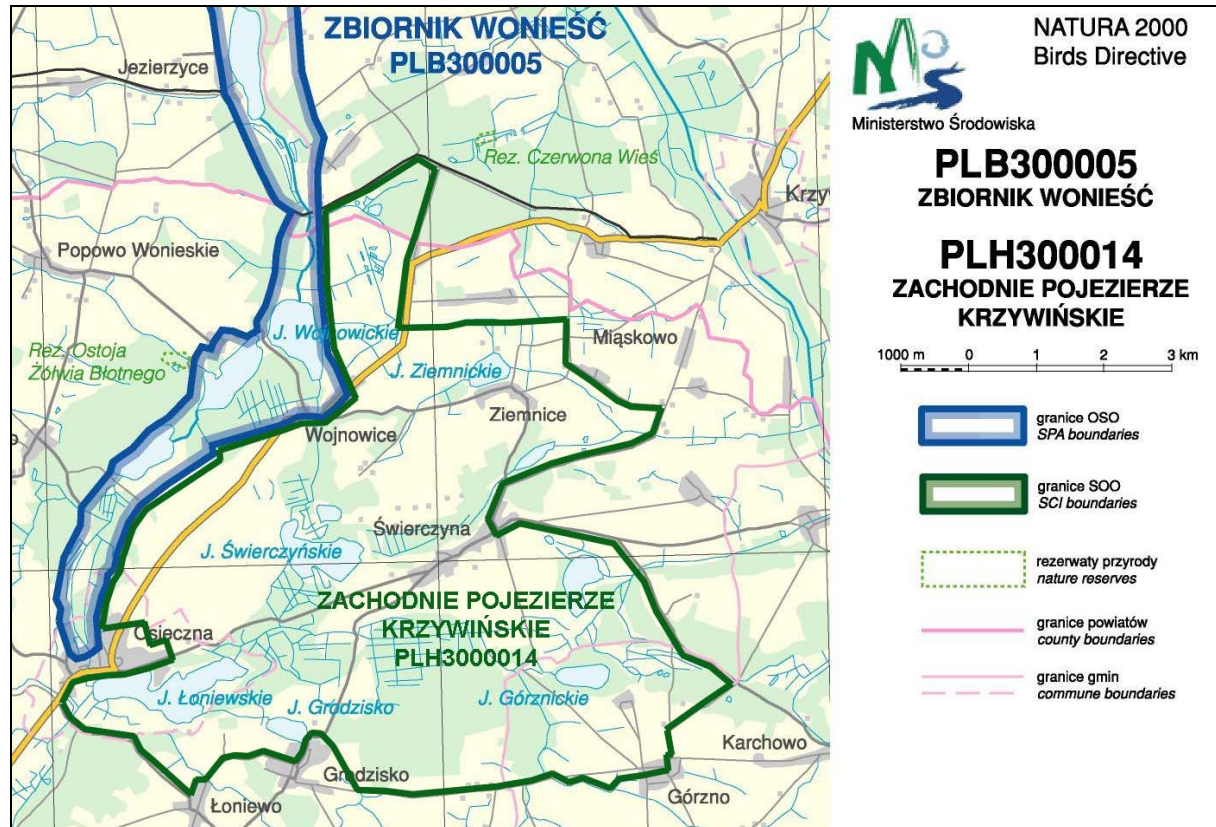 ZBIORNIK WONIEŚĆ
PLB300005
Jezierzyce
Rez. Czerwona Wieś
Krzyw
Popowo Wonieskie
J. Wojnowickie
Rez. Ostoja
Żółwia Błotnego
Miąskowo
J. Ziemnickie
Ziemnice
Wojnowice
Świerczyna
J. Świerczyńskie
ZACHODNIE POJEZIERZE
KRZYWIŃSKIE
PLH3000014
Osieczna
J. Łoniewskie
J. Górznickie
J. Grodzisko
Karchowo
Grodzisko
Górzno
Łoniewo
NATURA 2000
Birds Directive
Ministerstwo Środowiska
PLB300005
ZBIORNIK WONIEŚĆ
PLH300014
ZACHODNIE POJEZIERZE
KRZYWIŃSKIE
1000 m 0 1 2 3 km
granice OSO
SPA boundaries
granice SOO
SCI boundaries
rezerwaty przyrody
nature reserves
granice powiatów
county boundaries
granice gmin
commune boundaries